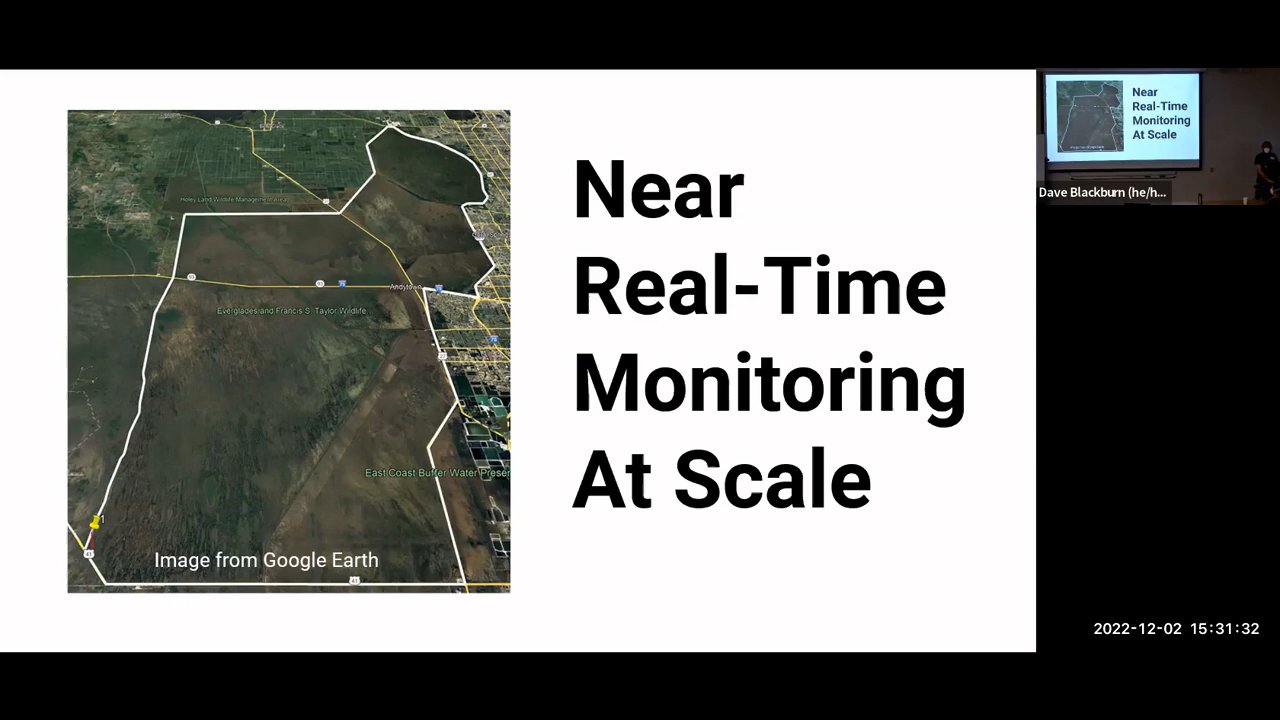 Near
Real-Time
Monitoring
At Scale
Holey Land Wildlife Management Area
Andytown
Everglades and Francis S. Taylor Wildlife.
East Coast Buffer Water Preser
1
Image from Google Earth
Near
Real-Time
Monitoring
At Scale
Dave Blackburn (he/h...
2022-12-02 15:31:32